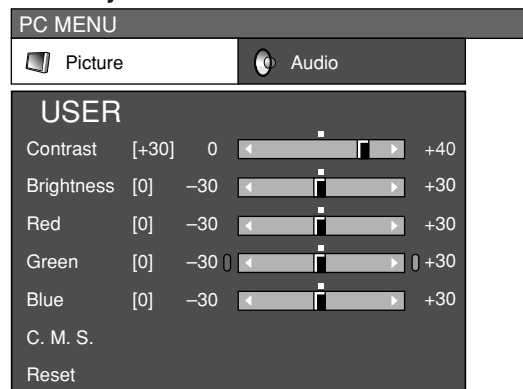 PC MENU
Picture Audio
USER
Contrast [+30] 0 +40
Brightness [0] –30 +30
Red [0] –30 +30
Green [0] –30 +30
Blue [0] –30 +30
C. M. S.
Reset